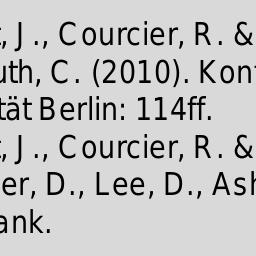 , J., Courcier, R. &
uth, C. (2010). Kon
tät Berlin: 114ff.
, J., Courcier, R. &
er, D., Lee, D., Ash
ank.